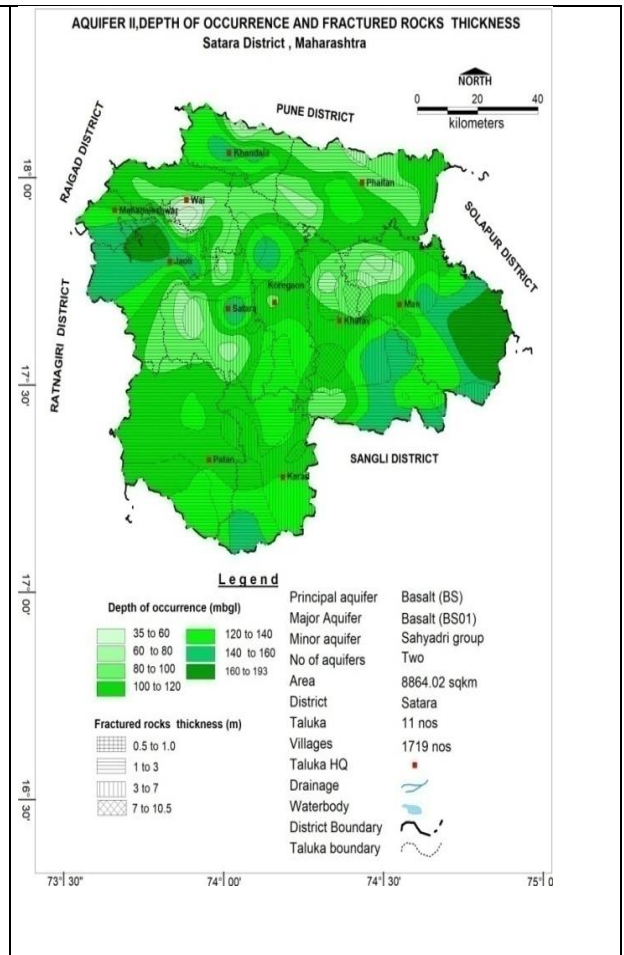 AQUIFER II,DEPTH OF OCCURRENCE AND FRACTURED ROCKS THICKNESS
Satara District , Maharashtra
NORTH
0 20 40
kilometers
PUNE DISTRICT
RAIGAD DISTRICT
SOLAPUR DISTRICT
RATNAGIRI DISTRICT
SANGLI DISTRICT
Khandala
Phaltan
Wai
Mahabaleshwar
Jaoli
Koregaon
Satara
Man
Khatav
Patan
Karad
18° 00'
17° 30'
17° 00'
16° 30'
Legend
Depth of occurrence (mbgl)
35 to 60
60 to 80
80 to 100
100 to 120
120 to 140
140 to 160
160 to 193
Fractured rocks thickness (m)
0.5 to 1.0
1 to 3
3 to 7
7 to 10.5
Principal aquifer Basalt (BS)
Major Aquifer Basalt (BS01)
Minor aquifer Sahyadri group
No of aquifers Two
Area 8864.02 sqkm
District Satara
Taluka 11 nos
Villages 1719 nos
Taluka HQ
Drainage
Waterbody
District Boundary
Taluka boundary
73° 30' 74° 00' 74° 30' 75° 0